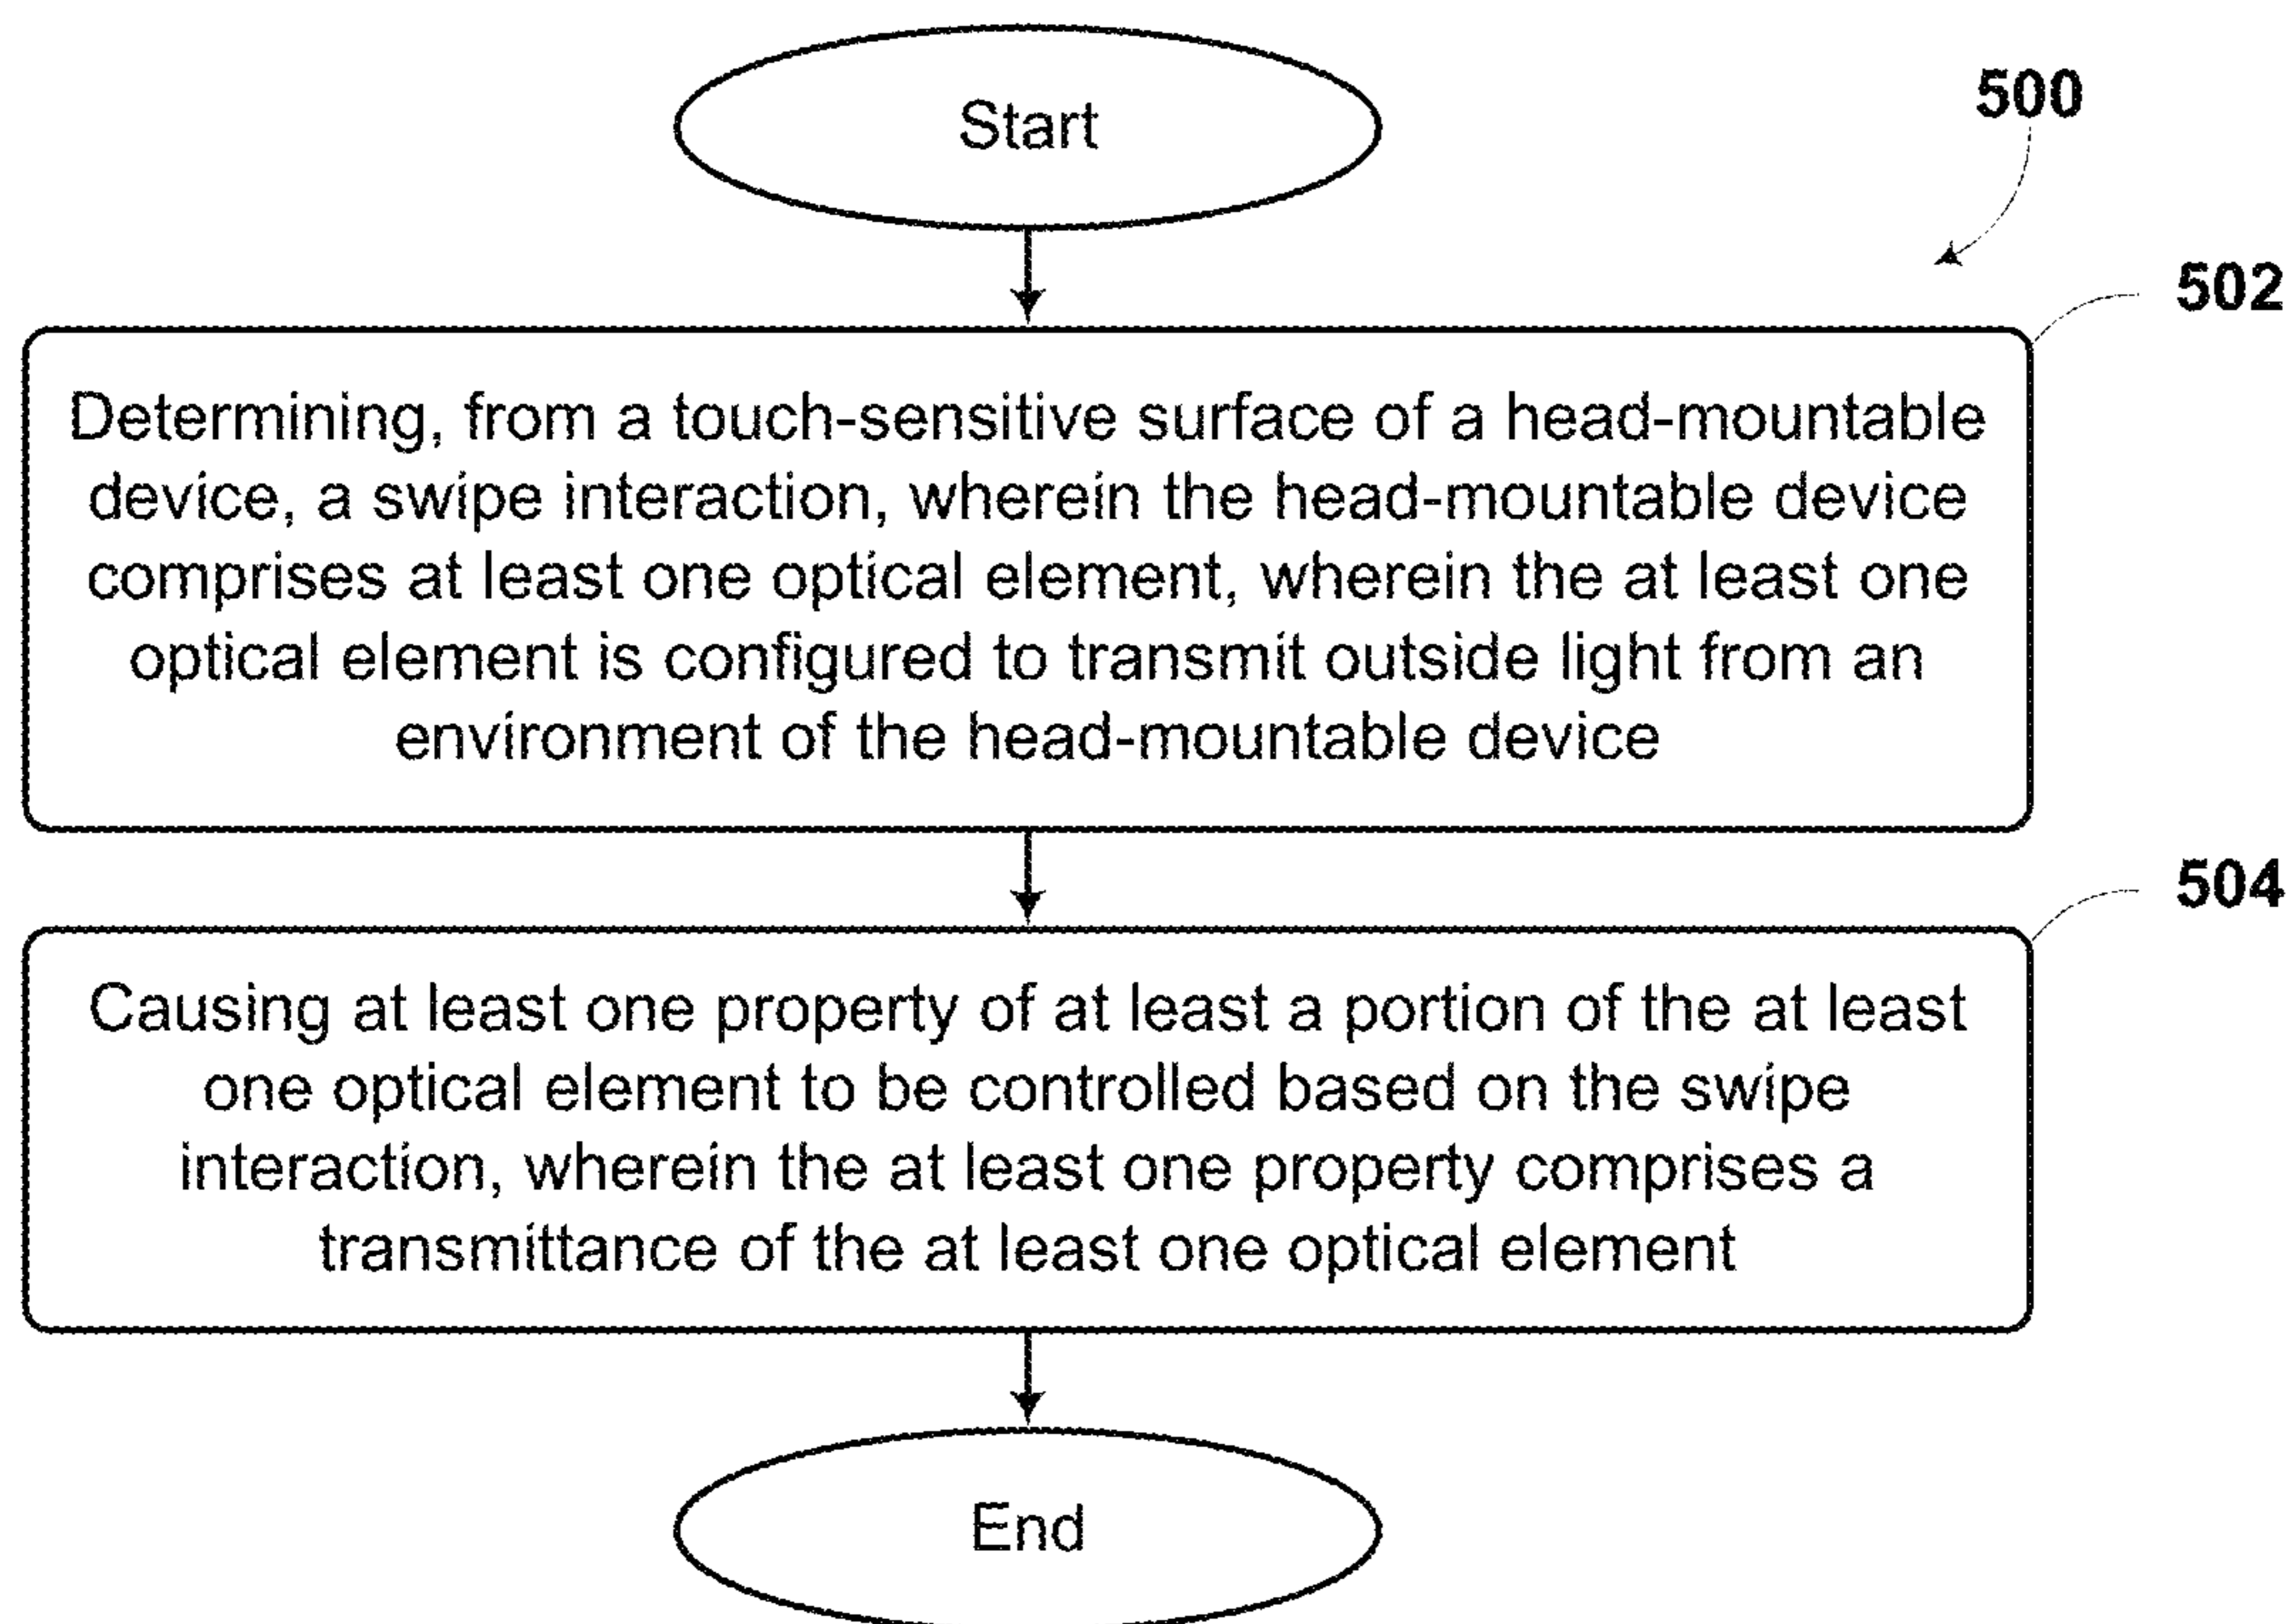 Start
500
502
Determining, from a touch-sensitive surface of a head-mountable
device, a swipe interaction, wherein the head-mountable device
comprises at least one optical element, wherein the at least one
optical element is configured to transmit outside light from an
environment of the head-mountable device
504
Causing at least one property of at least a portion of the at least
one optical element to be controlled based on the swipe
interaction, wherein the at least one property comprises a
transmittance of the at least one optical element
End